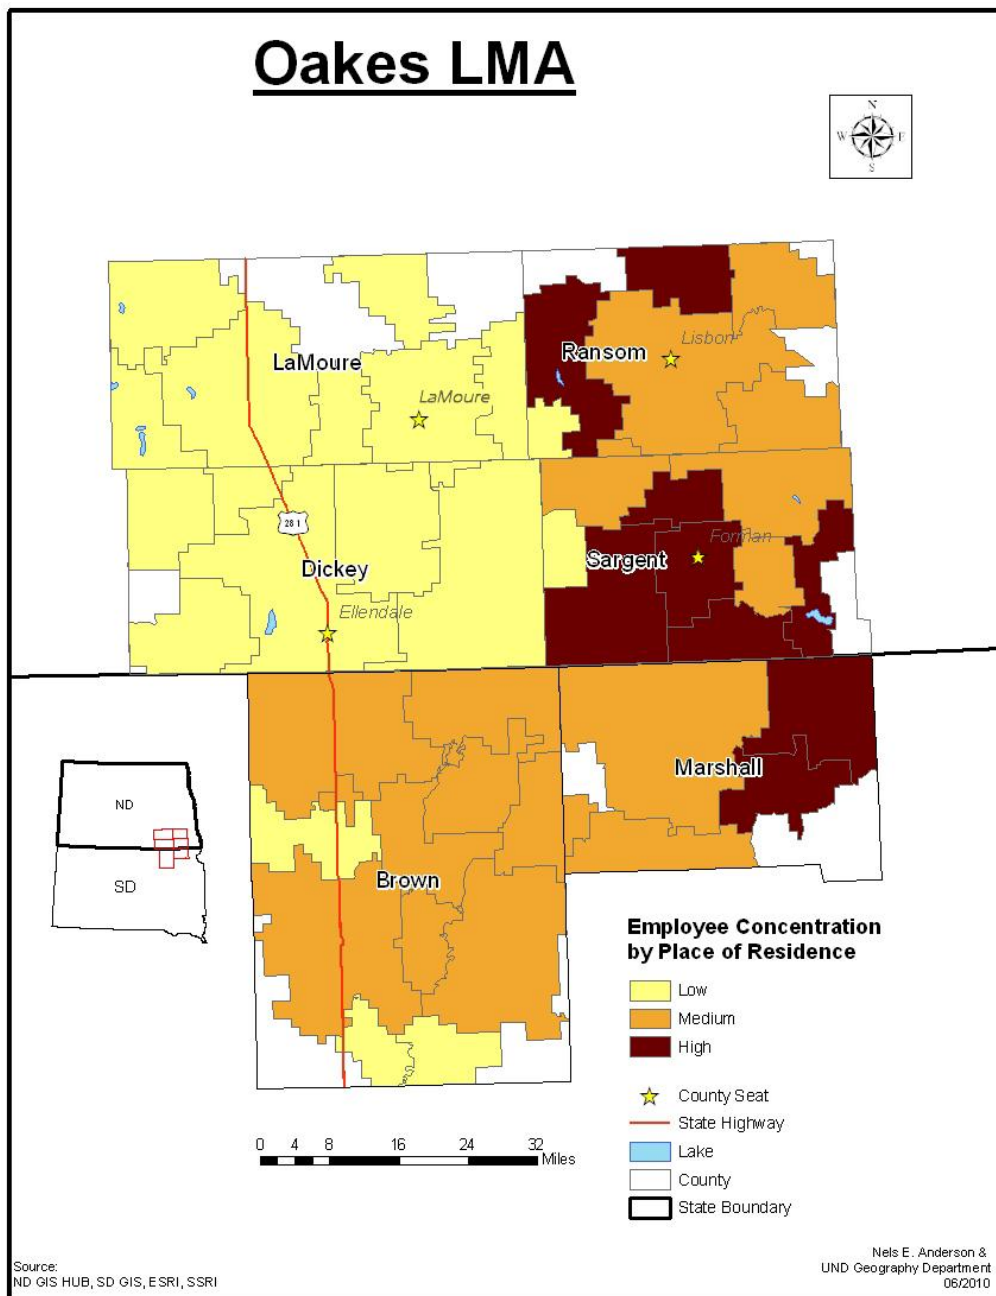 Oakes LMA
N
W E
S
LaMoure
LaMoure
Ransom
Lisbon
281
Dickey
Ellendale
Sargent
Forman
Marshall
Brown
ND
SD
Employee Concentration
by Place of Residence
Low
Medium
High
County Seat
State Highway
Lake
County
State Boundary
0 4 8 16 24 32
Miles
Source:
ND GIS HUB, SD GIS, ESRI, SSRI
Nels E. Anderson &
UND Geography Department
06/2010